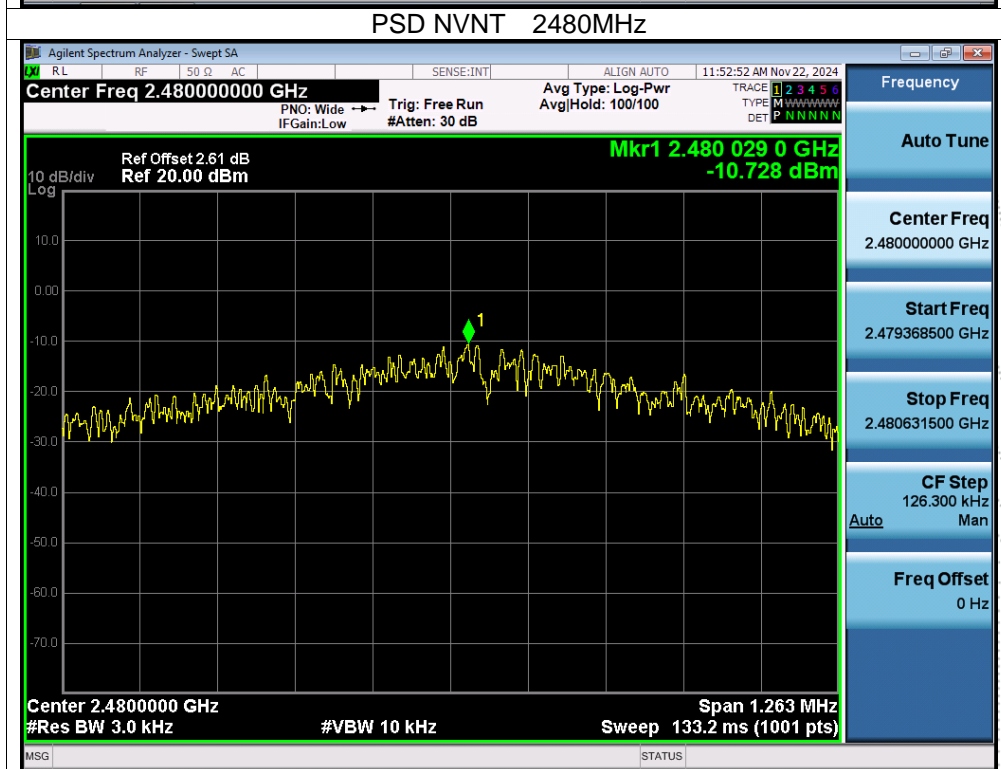 PSD NVNT 2480MHz
Agilent Spectrum Analyzer - Swept SA
LXI RL RF 50 Ω AC SENSE:INT ALIGN AUTO 11:52:52 AM Nov 22, 2024
Center Freq 2.480000000 GHz
PNO: Wide
IFGain:Low
Trig: Free Run
#Atten: 30 dB
Avg Type: Log-Pwr
Avg|Hold: 100/100
TRACE 1 2 3 4 5 6
TYPE M WWWWW
DET P N N N N N
Mkr1 2.480 029 0 GHz
-10.728 dBm
Ref Offset 2.61 dB
10 dB/div Ref 20.00 dBm
Log
10.0
0.00
-10.0
-20.0
-30.0
-40.0
-50.0
-60.0
-70.0
1
Center 2.4800000 GHz Span 1.263 MHz
#Res BW 3.0 kHz #VBW 10 kHz Sweep 133.2 ms (1001 pts)
MSG STATUS
Frequency
Auto Tune
Center Freq
2.480000000 GHz
Start Freq
2.479368500 GHz
Stop Freq
2.480631500 GHz
CF Step
126.300 kHz
Auto Man
Freq Offset
0 Hz